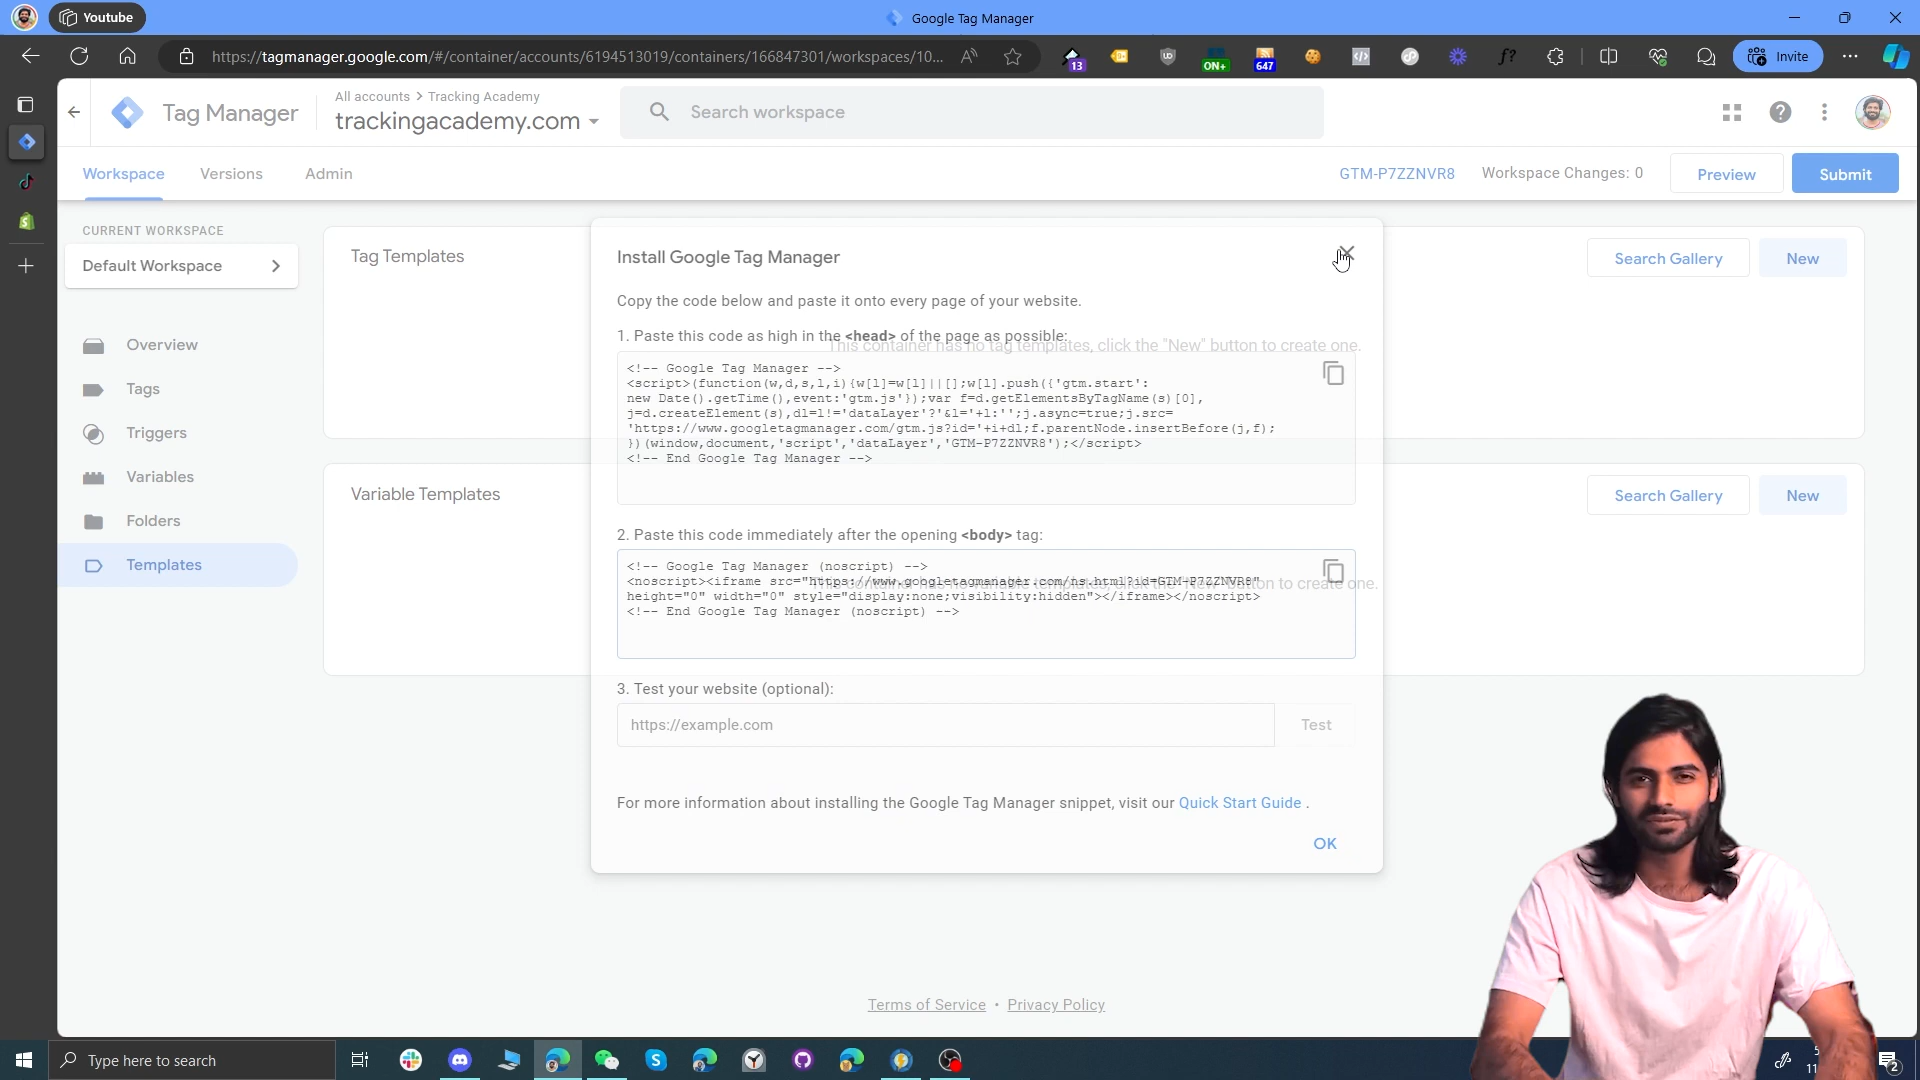 Youtube
Google Tag Manager
https://tagmanager.google.com/#/container/accounts/6194513019/containers/166847301/workspaces/10...
13
ON+
647
Invite
Tag Manager
All accounts > Tracking Academy
trackingacademy.com
Search workspace
Workspace
Versions
Admin
GTM-P7ZZNVR8
Workspace Changes: 0
Preview
Submit
CURRENT WORKSPACE
Default Workspace
Overview
Tags
Triggers
Variables
Folders
Templates
Tag Templates
Search Gallery
New
This container has no tag templates, click the "New" button to create one.
Variable Templates
Search Gallery
New
Install Google Tag Manager
Copy the code below and paste it onto every page of your website.
1. Paste this code as high in the <head> of the page as possible:
<!-- Google Tag Manager -->
<script>(function(w,d,s,l,i){w[l]=w[l]||[];w[l].push({'gtm.start':
new Date().getTime(),event:'gtm.js'});var f=d.getElementsByTagName(s)[0],
j=d.createElement(s),dl=l!='dataLayer'?'&l='+l:'';j.async=true;j.src=
'https://www.googletagmanager.com/gtm.js?id='+i+dl;f.parentNode.insertBefore(j,f);
})(window,document,'script','dataLayer','GTM-P7ZZNVR8');</script>
<!-- End Google Tag Manager -->
2. Paste this code immediately after the opening <body> tag:
<!-- Google Tag Manager (noscript) -->
<noscript><iframe src="https://www.googletagmanager.com/ns.html?id=GTM-P7ZZNVR8"
height="0" width="0" style="display:none;visibility:hidden"></iframe></noscript>
<!-- End Google Tag Manager (noscript) -->
button to create one.
3. Test your website (optional):
https://example.com
Test
For more information about installing the Google Tag Manager snippet, visit our Quick Start Guide .
OK
Terms of Service • Privacy Policy
Type here to search
2